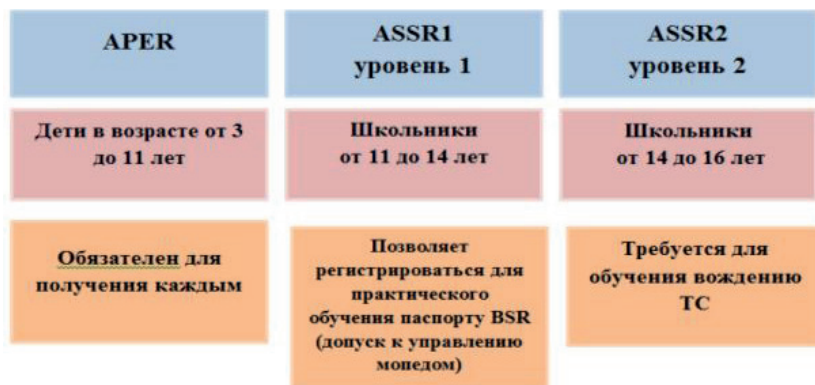 APER
ASSR1
уровень 1
ASSR2
уровень 2
Дети в возрасте от 3
до 11 лет
Школьники
от 11 до 14 лет
Школьники
от 14 до 16 лет
Обязателен для
получения каждым
Позволяет
регистрироваться для
практического
обучения паспорту BSR
(допуск к управлению
мопедом)
Требуется для
обучения вождению
ТС